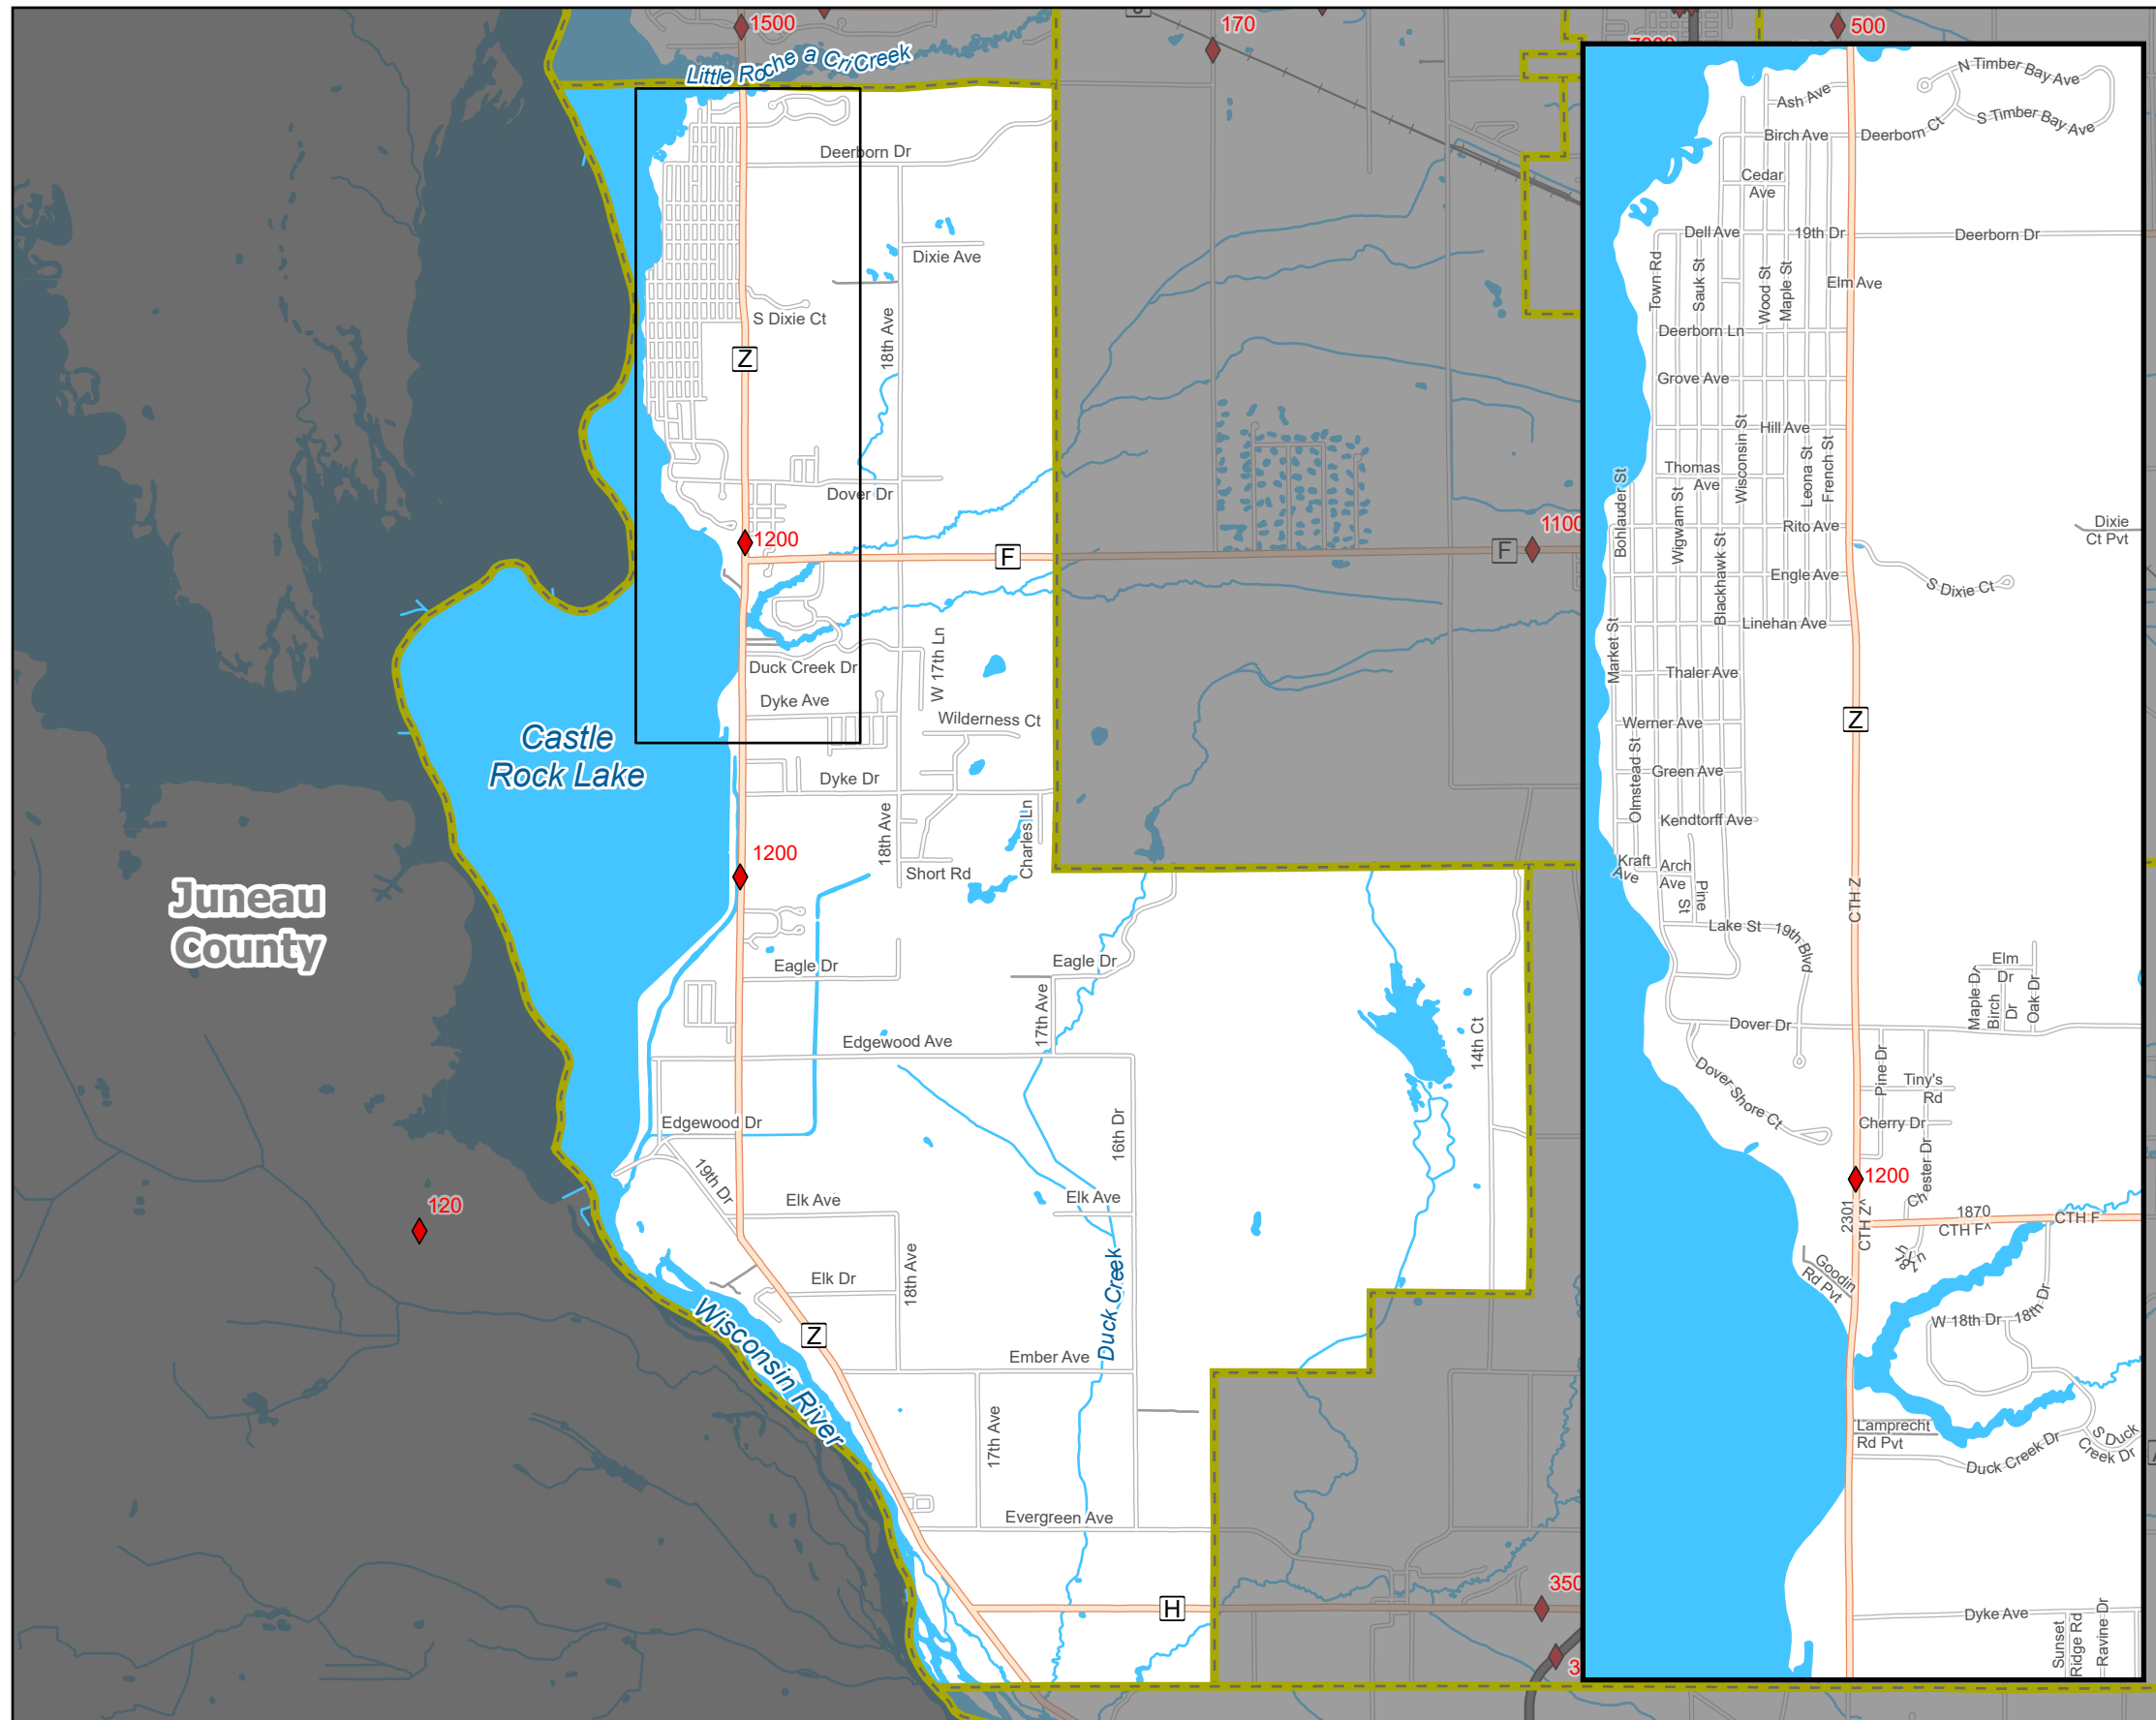 1500
170
500
Little Roche a Cri Creek
Deerborn Dr
Dixie Ave
S Dixie Ct
18th Ave
Z
Dover Dr
1200
F
F
1100
Duck Creek Dr
W 17th Ln
Dyke Ave
Wilderness Ct
Castle
Rock Lake
Dyke Dr
18th Ave
Charles Ln
1200
Short Rd
Juneau
County
Eagle Dr
Eagle Dr
17th Ave
14th Ct
Edgewood Ave
Edgewood Dr
16th Dr
19th Dr
Elk Ave
Elk Ave
120
Elk Dr
18th Ave
Duck Creek
Z
Wisconsin River
Ember Ave
17th Ave
Evergreen Ave
H
350
3
N Timber Bay Ave
Ash Ave
S Timber Bay Ave
Birch Ave
Deerborn Ct
Cedar
Ave
Dell Ave
19th Dr
Deerborn Dr
Town Rd
Sauk St
Wood St
Maple St
Elm Ave
Deerborn Ln
Grove Ave
Wisconsin St
Hill Ave
Thomas
Ave
Leona St
French St
Bohlauder St
Wigwam St
Rito Ave
Dixie
Ct Pvt
Blackhawk St
Engle Ave
S Dixie Ct
Market St
Linehan Ave
Thaler Ave
Werner Ave
Z
Olmstead St
Green Ave
Kendtorff Ave
Kraft
Ave
Arch
Ave
Pine
St
CTH Z
Lake St
19th Blvd
Elm
Dr
Maple Dr
Birch
Dr
Oak Dr
Dover Dr
Pine Dr
Tiny's
Rd
Dover Shore Ct
Cherry Dr
Chester Dr
1200
2301
CTH Z^
1870
CTH F^
CTH F
18th
Ln
Goodin
Rd Pvt
W 18th Dr
18th Dr
Lamprecht
Rd Pvt
Duck Creek Dr
S Duck
Creek Dr
Dyke Ave
Sunset
Ridge Rd
Ravine Dr